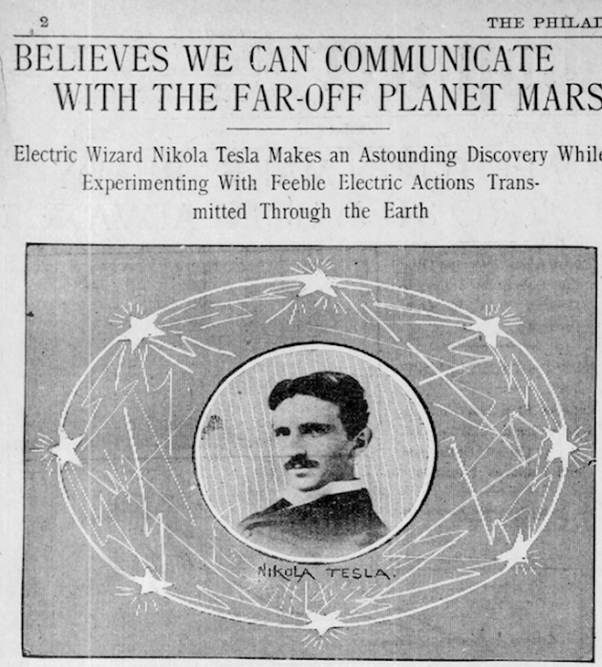 2
THE PHILAD
BELIEVES WE CAN COMMUNICATE
WITH THE FAR-OFF PLANET MARS
Electric Wizard Nikola Tesla Makes an Astounding Discovery While
Experimenting With Feeble Electric Actions Trans-
mitted Through the Earth
NIKOLA TESLA.